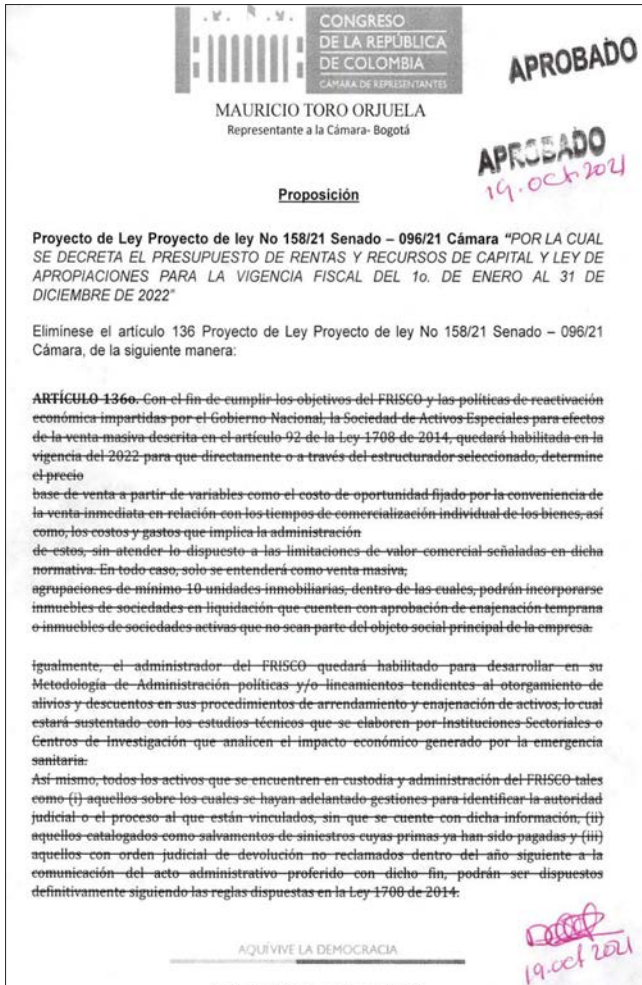 CONGRESO
DE LA REPÚBLICA
DE COLOMBIA
CÁMARA DE REPRESENTANTES
APROBADO
MAURICIO TORO ORJUELA
Representante a la Cámara- Bogotá
APROBADO
19. oct 2021
Proposición
Proyecto de Ley Proyecto de ley No 158/21 Senado – 096/21 Cámara "POR LA CUAL
SE DECRETA EL PRESUPUESTO DE RENTAS Y RECURSOS DE CAPITAL Y LEY DE
APROPIACIONES PARA LA VIGENCIA FISCAL DEL 1o. DE ENERO AL 31 DE
DICIEMBRE DE 2022"
Elimínese el artículo 136 Proyecto de Ley Proyecto de ley No 158/21 Senado – 096/21
Cámara, de la siguiente manera:
ARTÍCULO 136o. Con el fin de cumplir los objetivos del FRISCO y las políticas de reactivación
económica impartidas por el Gobierno Nacional, la Sociedad de Activos Especiales para efectos
de la venta masiva descrita en el artículo 92 de la Ley 1708 de 2014, quedará habilitada en la
vigencia del 2022 para que directamente o a través del estructurador seleccionado, determine
el precio
base de venta a partir de variables como el costo de oportunidad fijado por la conveniencia de
la venta inmediata en relación con los tiempos de comercialización individual de los bienes, así
como, los costos y gastos que implica la administración
de estos, sin atender lo dispuesto a las limitaciones de valor comercial señaladas en dicha
normativa. En todo caso, solo se entenderá como venta masiva,
agrupaciones de mínimo 10 unidades inmobiliarias, dentro de las cuales, podrán incorporarse
inmuebles de sociedades en liquidación que cuenten con aprobación de enajenación temprana
o inmuebles de sociedades activas que no sean parte del objeto social principal de la empresa.
Igualmente, el administrador del FRISCO quedará habilitado para desarrollar en su
Metodología de Administración políticas y/o lineamientos tendientes al otorgamiento de
alivios y descuentos en sus procedimientos de arrendamiento y enajenación de activos, lo cual
estará sustentado con los estudios técnicos que se elaboren por Instituciones Sectoriales o
Centros de Investigación que analicen el impacto económico generado por la emergencia
sanitaria.
Así mismo, todos los activos que se encuentren en custodia y administración del FRISCO tales
como (i) aquellos sobre los cuales se hayan adelantado gestiones para identificar la autoridad
judicial o el proceso al que están vinculados, sin que se cuente con dicha información, (ii)
aquellos catalogados como salvamentos de siniestros cuyas primas ya han sido pagadas y (iii)
aquellos con orden judicial de devolución no reclamados dentro del año siguiente a la
comunicación del acto administrativo proferido con dicho fin, podrán ser dispuestos
definitivamente siguiendo las reglas dispuestas en la Ley 1708 de 2014.
AQUÍVIVE LA DEMOCRACIA
19.oct 2021